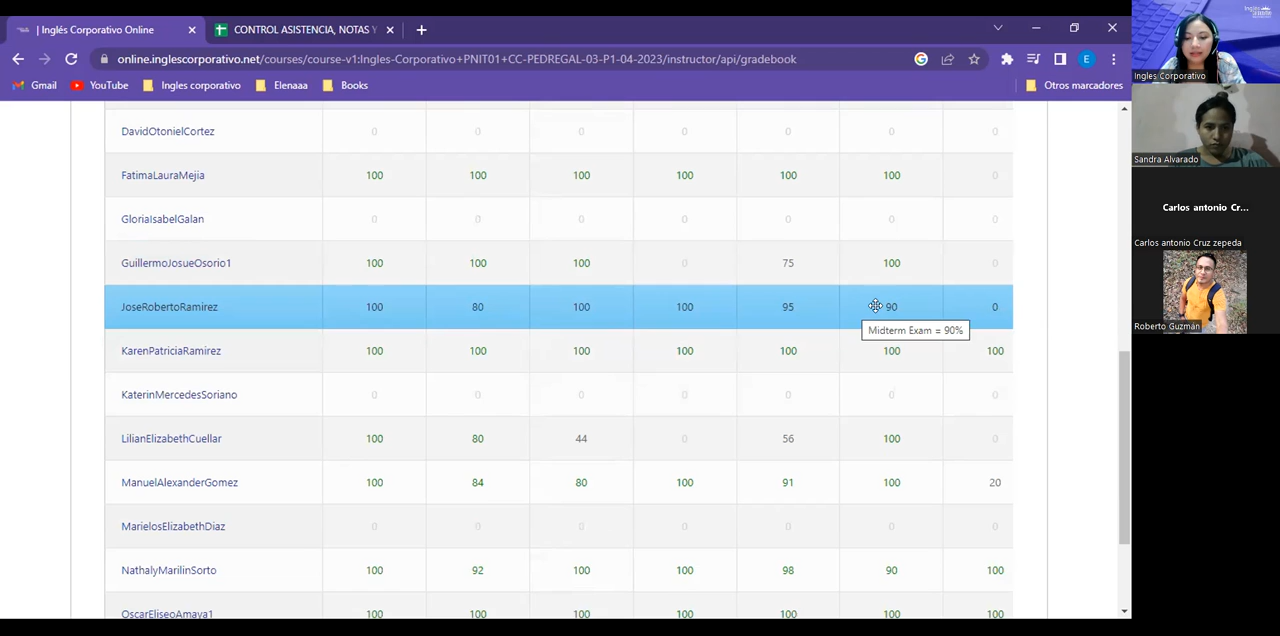 | Inglés Corporativo Online
CONTROL ASISTENCIA, NOTAS Y
online.inglescorporativo.net/courses/course-v1:Ingles-Corporativo+PNIT01+CC-PEDREGAL-03-P1-04-2023/instructor/api/gradebook
E
Gmail YouTube Ingles corporativo Elenaaa Books Otros marcadores
DavidOtonielCortez 0 0 0 0 0 0 0
FatimaLauraMejia 100 100 100 100 100 100 0
GloriaIsabelGalan 0 0 0 0 0 0 0
GuillermoJosueOsorio1 100 100 100 0 75 100 0
JoseRobertoRamirez 100 80 100 100 95 90 0
Midterm Exam = 90%
KarenPatriciaRamirez 100 100 100 100 100 100 100
KaterinMercedesSoriano 0 0 0 0 0 0 0
LilianElizabethCuellar 100 80 44 0 56 100 0
ManuelAlexanderGomez 100 84 80 100 91 100 20
MarielosElizabethDiaz 0 0 0 0 0 0 0
NathalyMarilinSorto 100 92 100 100 98 90 100
OscarEliseoAmaya1 100 100 100 100 100 100 100
Ingles Corporativo
Sandra Alvarado
Carlos antonio Cr...
Carlos antonio Cruz zepeda
Roberto Guzmán